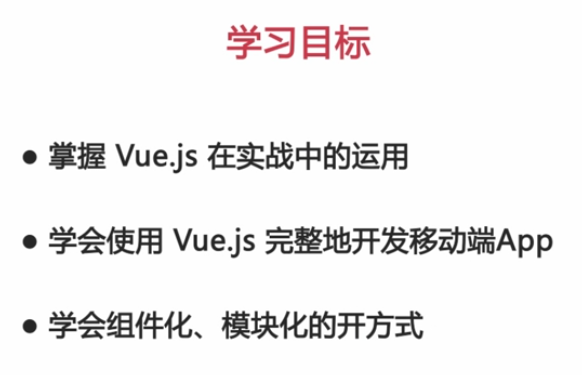 学习目标
● 掌握 Vue.js 在实战中的运用
● 学会使用 Vue.js 完整地开发移动端App
● 学会组件化、模块化的开方式